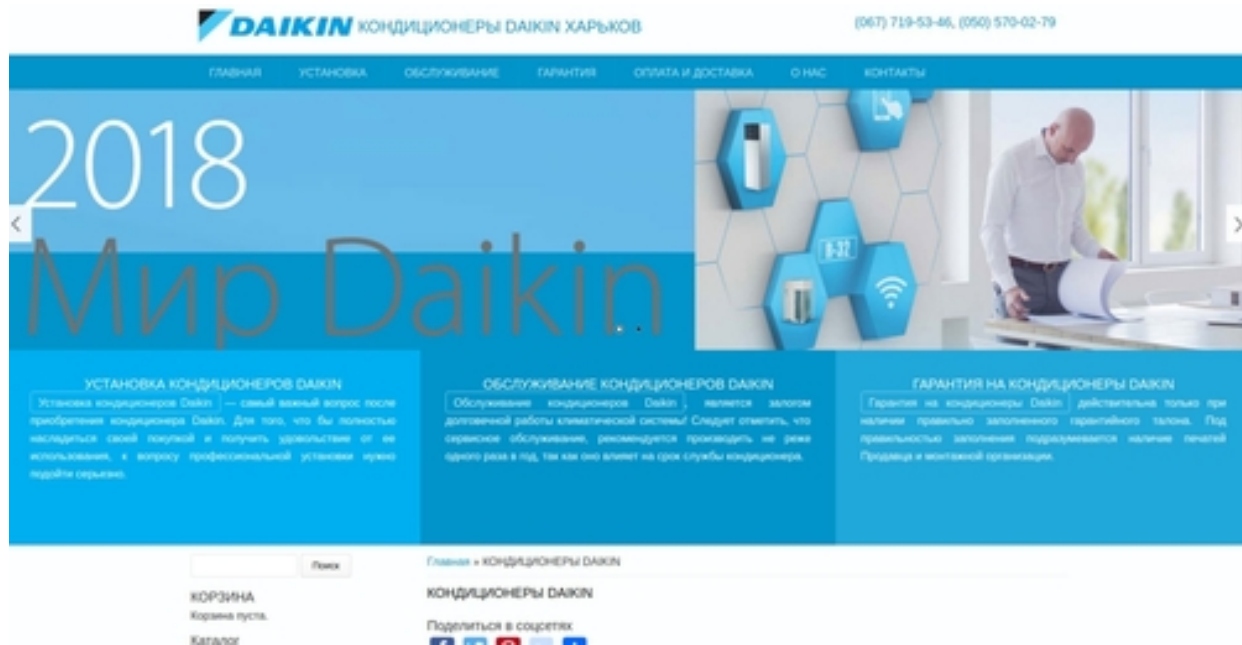 DAIKIN КОНДИЦИОНЕРЫ DAIKIN ХАРЬКОВ
(067) 719-53-46, (050) 570-02-79
ГЛАВНАЯ УСТАНОВКА ОБСЛУЖИВАНИЕ ГАРАНТИЯ ОПЛАТА И ДОСТАВКА О НАС КОНТАКТЫ
2018
Мир Daikin
R-32
УСТАНОВКА КОНДИЦИОНЕРОВ DAIKIN
Установка кондиционеров Daikin — самый важный вопрос после
приобретения кондиционера Daikin. Для того, что бы полностью
насладиться своей покупкой и получить удовольствие от ее
использования, к вопросу профессиональной установки нужно
подойти серьезно.
ОБСЛУЖИВАНИЕ КОНДИЦИОНЕРОВ DAIKIN
Обслуживание кондиционеров Daikin, является залогом
долговечной работы климатической системы! Следует отметить, что
сервисное обслуживание, рекомендуется производить не реже
одного раза в год, так как оно влияет на срок службы кондиционера.
ГАРАНТИЯ НА КОНДИЦИОНЕРЫ DAIKIN
Гарантия на кондиционеры Daikin действительна только при
наличии правильно заполненного гарантийного талона. Под
правильностью заполнения подразумевается наличие печатей
Продавца и монтажной организации.
Поиск
КОРЗИНА
Корзина пуста.
Каталог
Главная » КОНДИЦИОНЕРЫ DAIKIN
КОНДИЦИОНЕРЫ DAIKIN
Поделиться в соцсетях